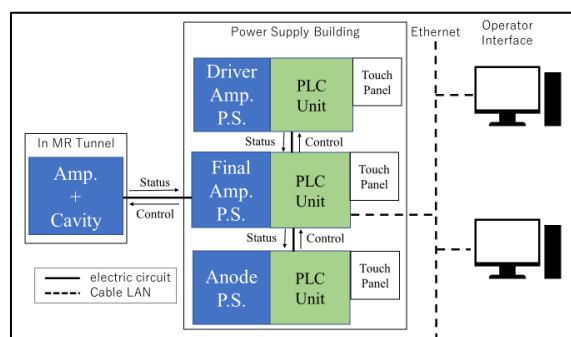 Power Supply Building
Ethernet
Operator
Interface
Driver
Amp.
P.S.
PLC
Unit
Touch
Panel
Status
Control
In MR Tunnel
Amp.
+
Cavity
Status
Control
Final
Amp.
P.S.
PLC
Unit
Touch
Panel
Status
Control
Anode
P.S.
PLC
Unit
Touch
Panel
electric circuit
Cable LAN